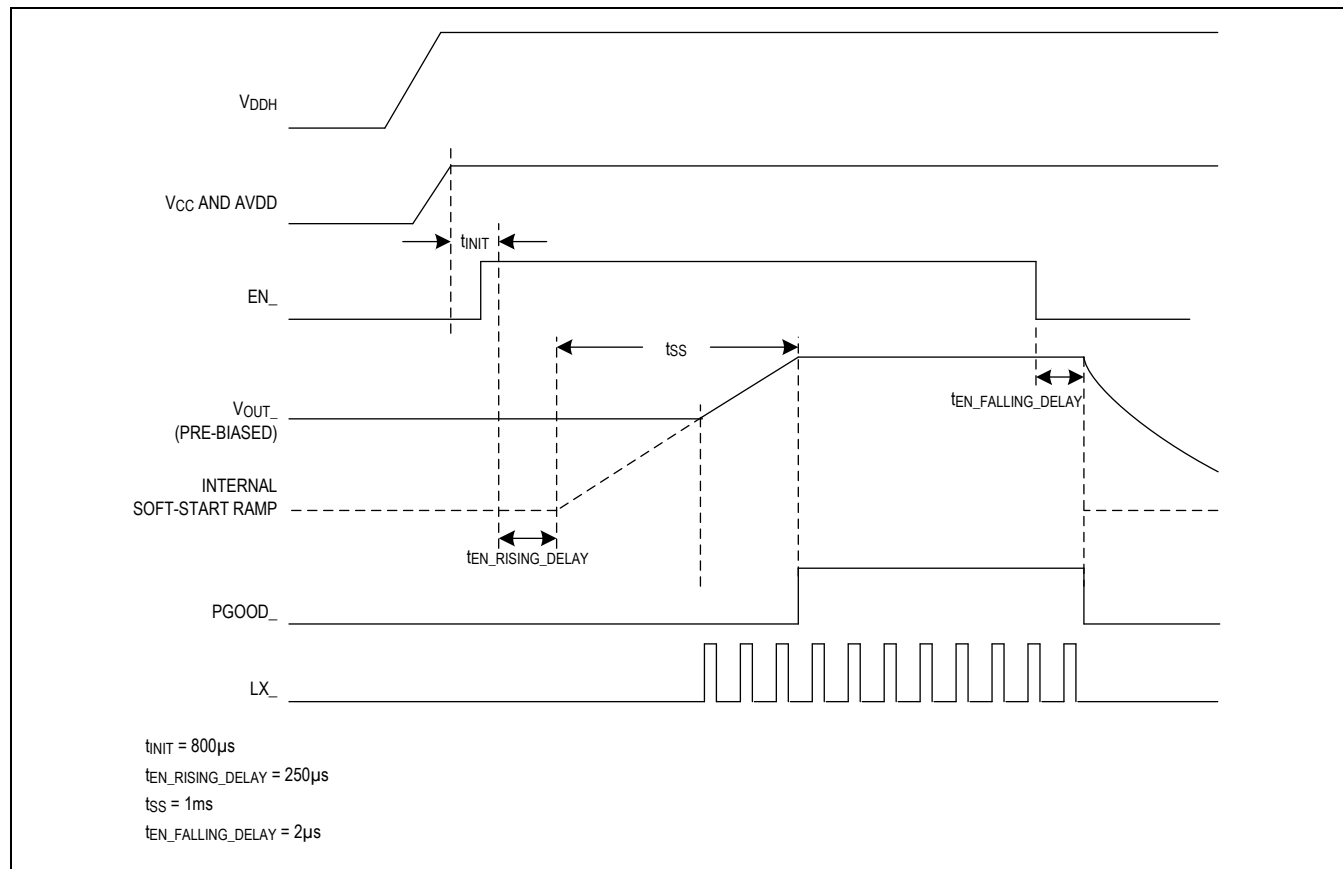 VDDH
VCC AND AVDD
tINIT
EN_
tSS
VOUT_
(PRE-BIASED)
tEN_FALLING_DELAY
INTERNAL
SOFT-START RAMP
tEN_RISING_DELAY
PGOOD_
LX_
tINIT = 800µs
tEN_RISING_DELAY = 250µs
tSS = 1ms
tEN_FALLING_DELAY = 2µs